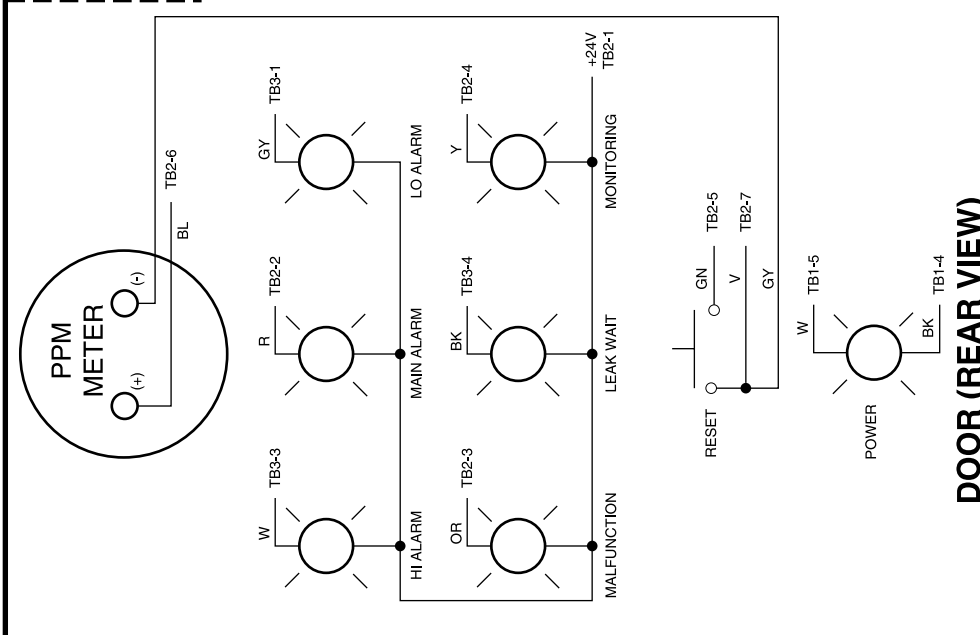 PPM
METER
(+)
(-)
TB2-6
BL
W
TB3-3
HI ALARM
R
TB2-2
MAIN ALARM
GY
TB3-1
LO ALARM
OR
TB2-3
MALFUNCTION
BK
TB3-4
LEAK WAIT
Y
TB2-4
MONITORING
+24V
TB2-1
RESET
GN
TB2-5
V
TB2-7
GY
POWER
W
TB1-5
BK
TB1-4
DOOR (REAR VIEW)